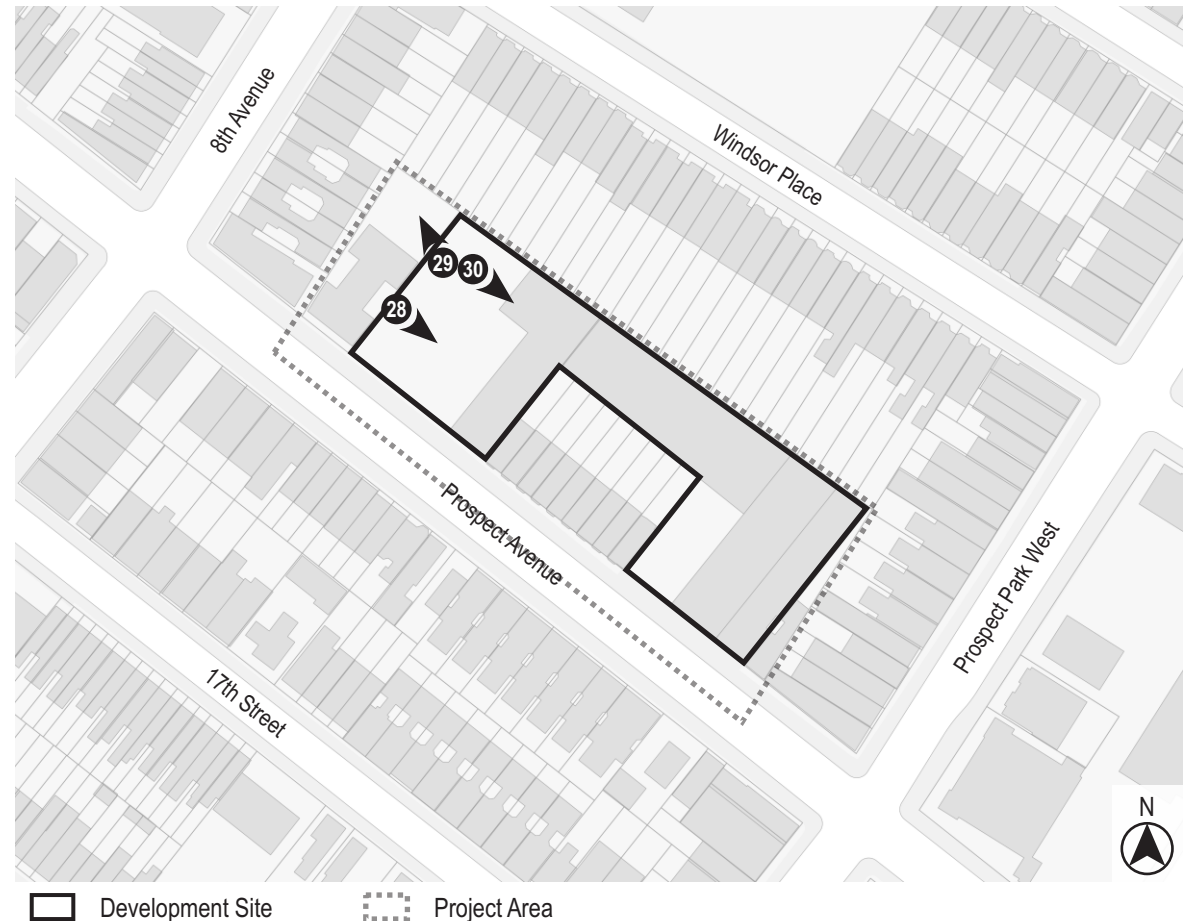 8th Avenue
Windsor Place
29 30
28
Prospect Avenue
Prospect Park West
17th Street
N
Development Site
Project Area